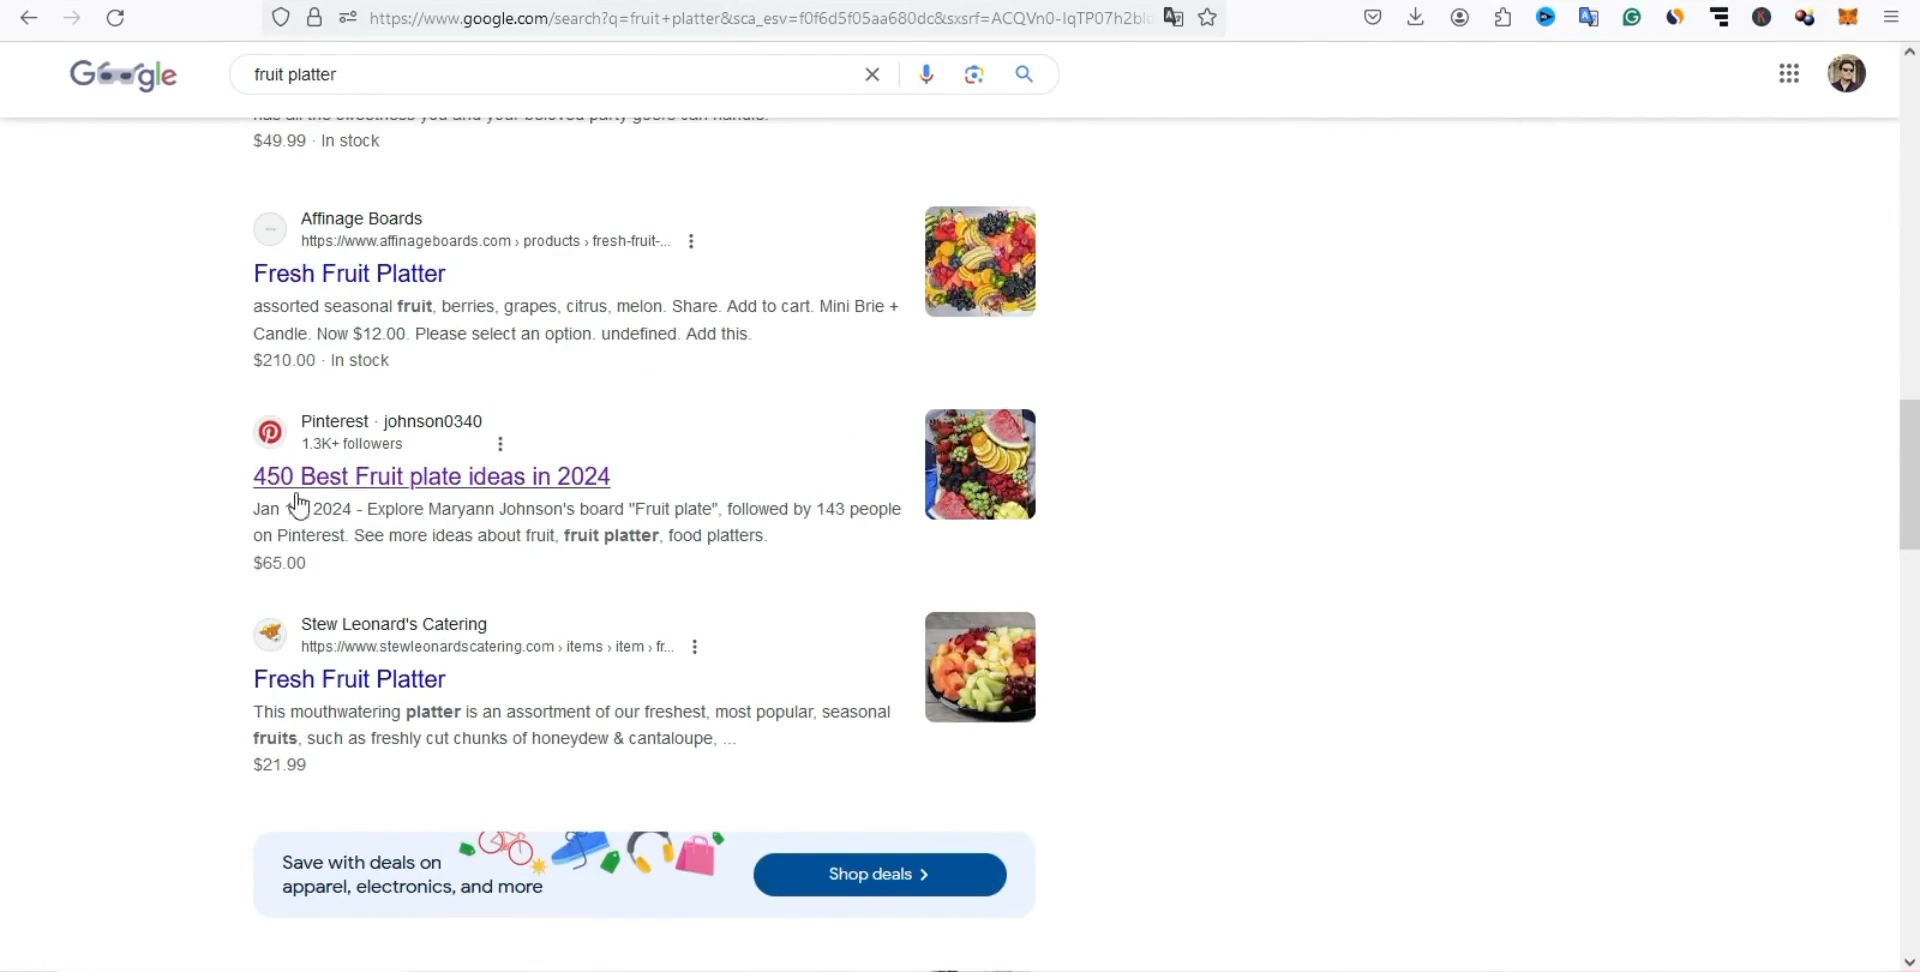 https://www.google.com/search?q=fruit+platter&sca_esv=f0f6d5f05aa680dc&sxsrf=ACQVn0-IqTP07h2bl
Google
fruit platter
$49.99 · In stock
Affinage Boards
https://www.affinageboards.com › products › fresh-fruit-...
Fresh Fruit Platter
assorted seasonal fruit, berries, grapes, citrus, melon. Share. Add to cart. Mini Brie +
Candle. Now $12.00. Please select an option. undefined. Add this.
$210.00 · In stock
Pinterest · johnson0340
1.3K+ followers
450 Best Fruit plate ideas in 2024
Jan 2024 - Explore Maryann Johnson's board "Fruit plate", followed by 143 people
on Pinterest. See more ideas about fruit, fruit platter, food platters.
$65.00
Stew Leonard's Catering
https://www.stewleonardscatering.com › items › item › fr...
Fresh Fruit Platter
This mouthwatering platter is an assortment of our freshest, most popular, seasonal
fruits, such as freshly cut chunks of honeydew & cantaloupe, ...
$21.99
Save with deals on
apparel, electronics, and more
Shop deals